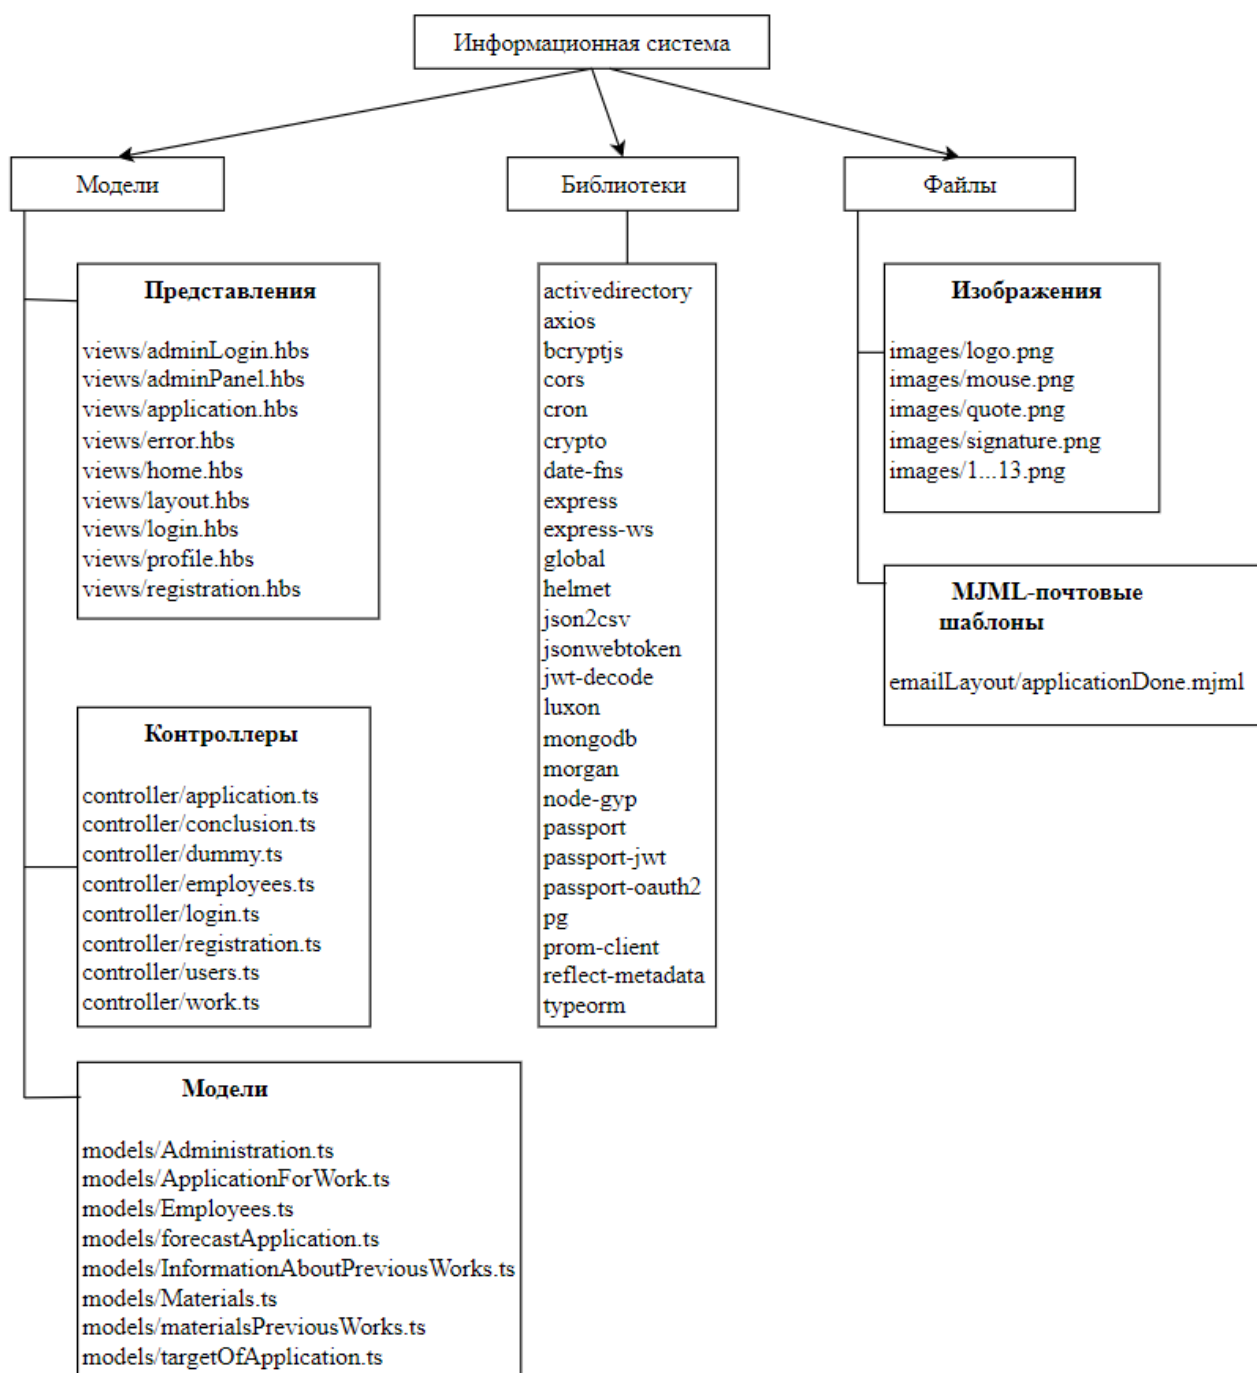 Информационная система
Модели
Библиотеки
Файлы
Представления
views/adminLogin.hbs
views/adminPanel.hbs
views/application.hbs
views/error.hbs
views/home.hbs
views/layout.hbs
views/login.hbs
views/profile.hbs
views/registration.hbs
Контроллеры
controller/application.ts
controller/conclusion.ts
controller/dummy.ts
controller/employees.ts
controller/login.ts
controller/registration.ts
controller/users.ts
controller/work.ts
Модели
models/Administration.ts
models/ApplicationForWork.ts
models/Employees.ts
models/forecastApplication.ts
models/InformationAboutPreviousWorks.ts
models/Materials.ts
models/materialsPreviousWorks.ts
models/targetOfApplication.ts
activedirectory
axios
bcryptjs
cors
cron
crypto
date-fns
express
express-ws
global
helmet
json2csv
jsonwebtoken
jwt-decode
luxon
mongodb
morgan
node-gyp
passport
passport-jwt
passport-oauth2
pg
prom-client
reflect-metadata
typeorm
Изображения
images/logo.png
images/mouse.png
images/quote.png
images/signature.png
images/1...13.png
MJML-почтовые
шаблоны
emailLayout/applicationDone.mjml